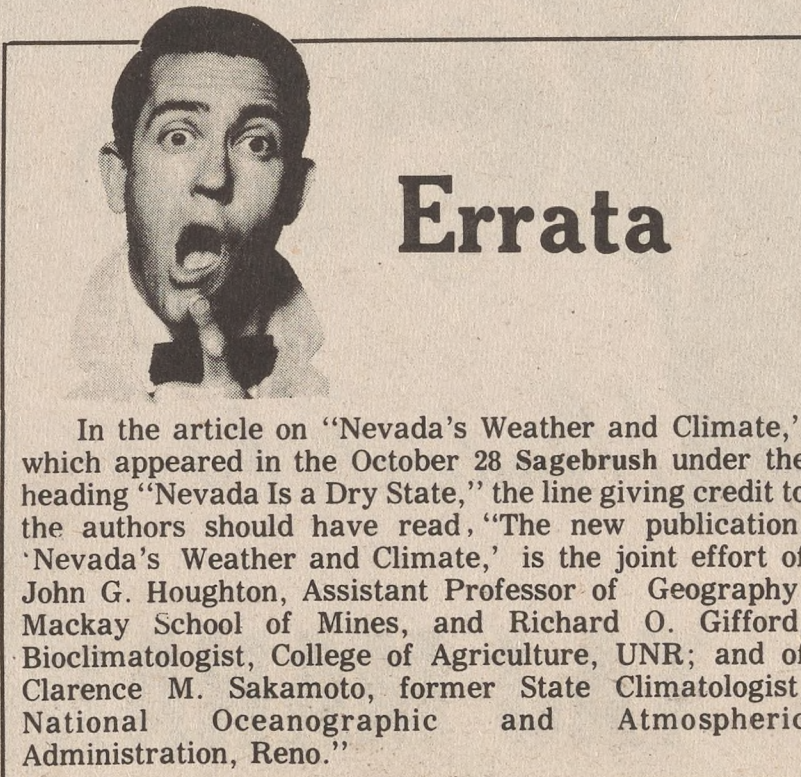 Errata
In the article on "Nevada's Weather and Climate,'
which appeared in the October 28 Sagebrush under the
heading "Nevada Is a Dry State," the line giving credit to
the authors should have read, "The new publication
'Nevada's Weather and Climate,' is the joint effort of
John G. Houghton, Assistant Professor of Geography
Mackay School of Mines, and Richard O. Gifford
Bioclimatologist, College of Agriculture, UNR; and of
Clarence M. Sakamoto, former State Climatologist
National Oceanographic and Atmospheric
Administration, Reno."